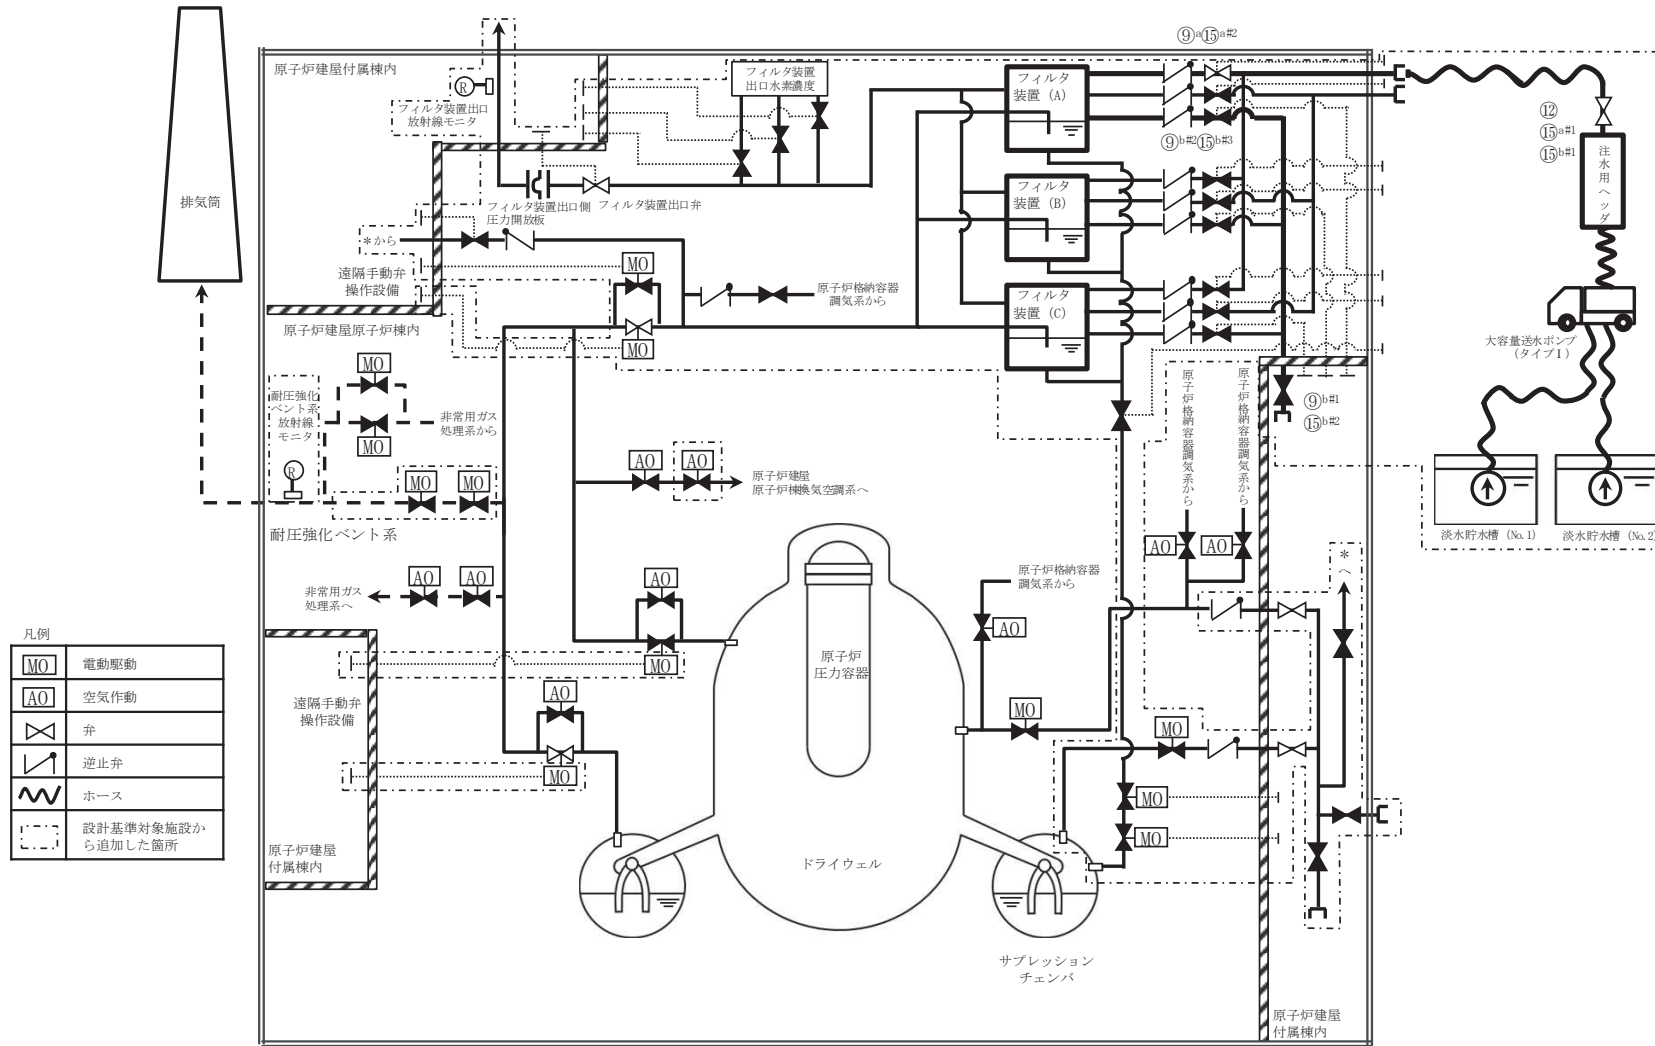 ⑨a⑮a#2
原子炉建屋付属棟内
R
フィルタ装置出口
放射線モニタ
フィルタ装置
出口水素濃度
フィルタ
装置 (A)
⑨b#2⑮b#3
⑫
⑮a#1
⑮b#1
注水用ヘッダ
排気筒
フィルタ装置出口側
圧力開放板
フィルタ装置出口弁
フィルタ
装置 (B)
*から
遠隔手動弁
操作設備
MO
原子炉格納容器
調気系から
フィルタ
装置 (C)
原子炉建屋原子炉棟内
MO
大容量送水ポンプ
(タイプⅠ)
MO
耐圧強化
ベント系
放射線
モニタ
非常用ガス
処理系から
MO
R
原子炉格納容器調気系から
原子炉格納容器調気系から
⑨b#1
⑮b#2
AO
AO
原子炉建屋
原子炉棟換気空調系へ
MO
MO
耐圧強化ベント系
淡水貯水槽 (No. 1)
淡水貯水槽 (No. 2)
AO
AO
*へ
AO
AO
非常用ガス
処理系へ
AO
原子炉格納容器
調気系から
AO
凡例
MO
電動駆動
AO
空気作動
弁
逆止弁
ホース
設計基準対象施設か
ら追加した箇所
原子炉
圧力容器
MO
遠隔手動弁
操作設備
AO
MO
MO
MO
MO
MO
原子炉建屋
付属棟内
ドライウェル
サプレッション
チェンバ
原子炉建屋
付属棟内